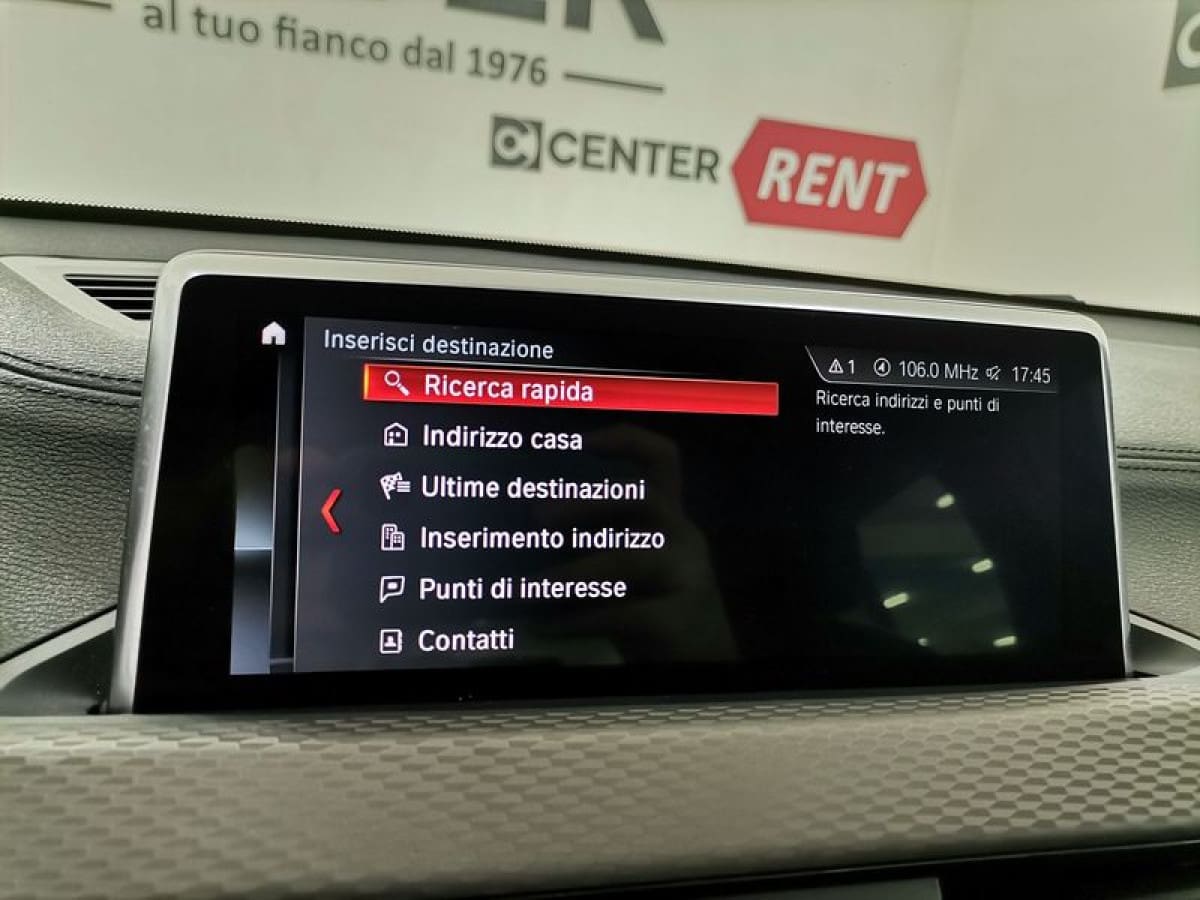 al tuo fianco dal 1976
CENTER RENT
Inserisci destinazione
1 106.0 MHz 17:45
Ricerca rapida
Ricerca indirizzi e punti di
interesse.
Indirizzo casa
Ultime destinazioni
Inserimento indirizzo
Punti di interesse
Contatti